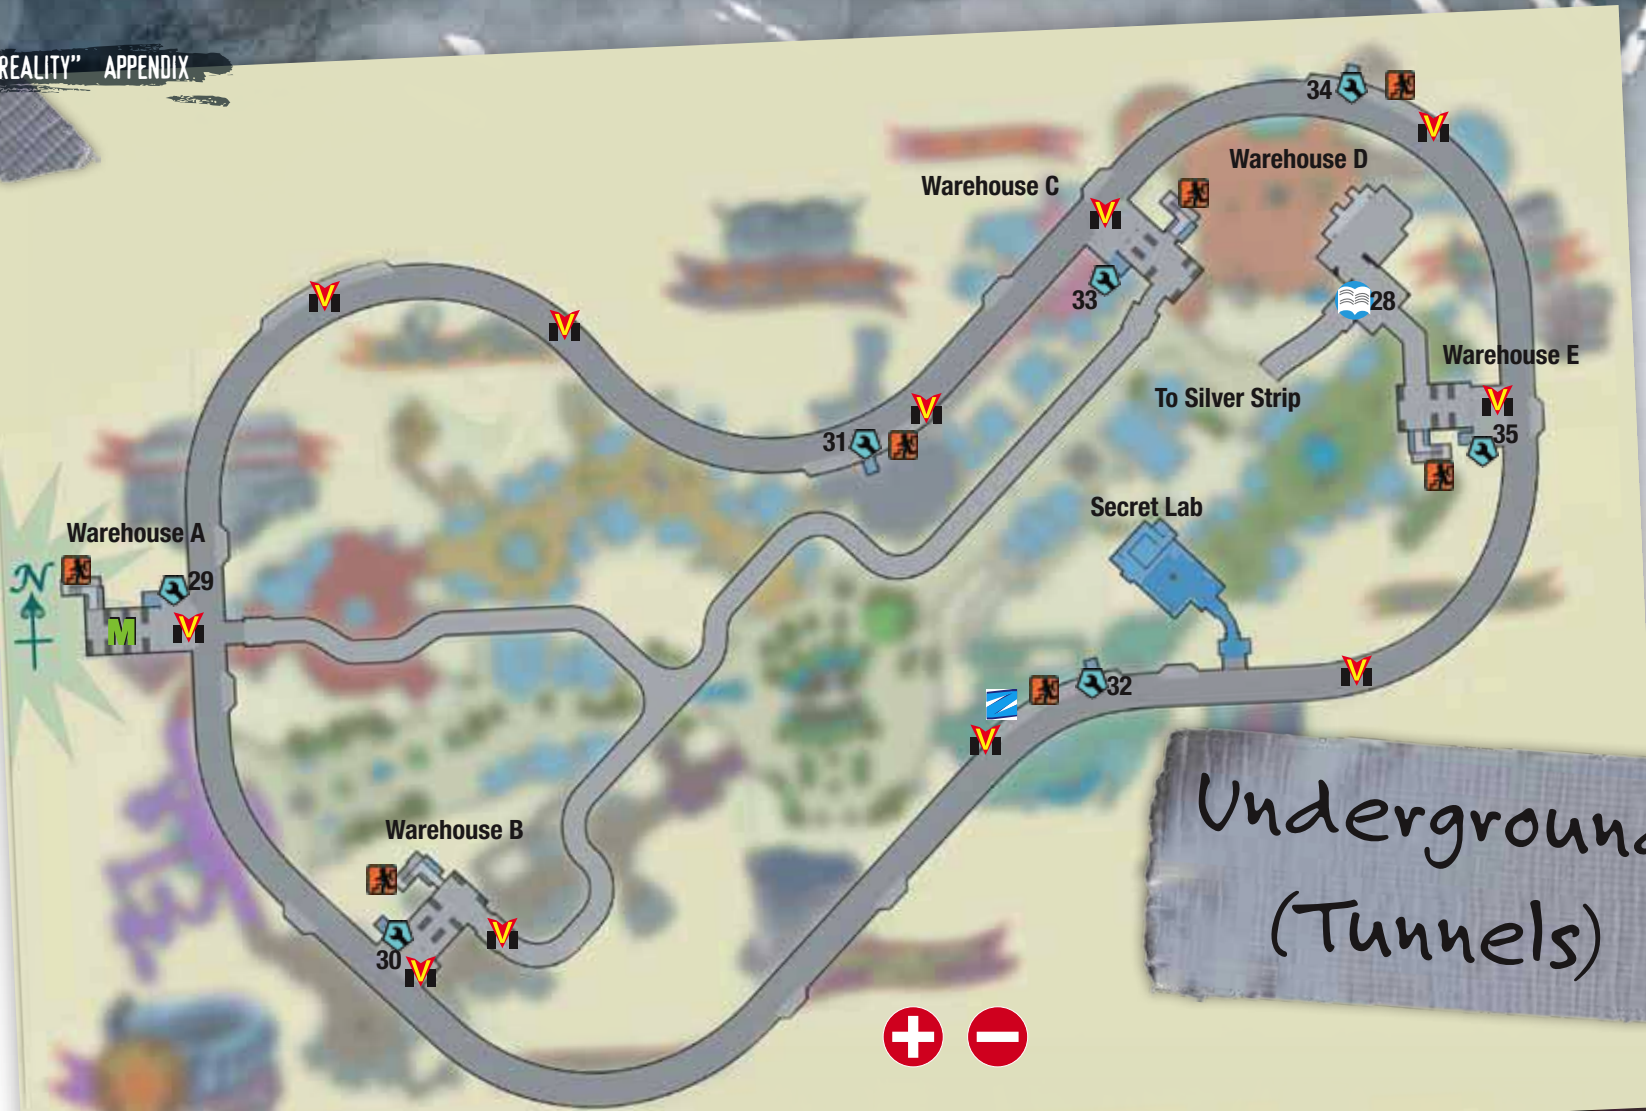 REALITY” APPENDIX
34
Warehouse D
Warehouse C
33
28
Warehouse E
To Silver Strip
31
35
Secret Lab
Warehouse A
N
29
M
32
Warehouse B
30
Underground
(Tunnels)
V
V
V
V
V
V
V
V
V
V
V
V
Z